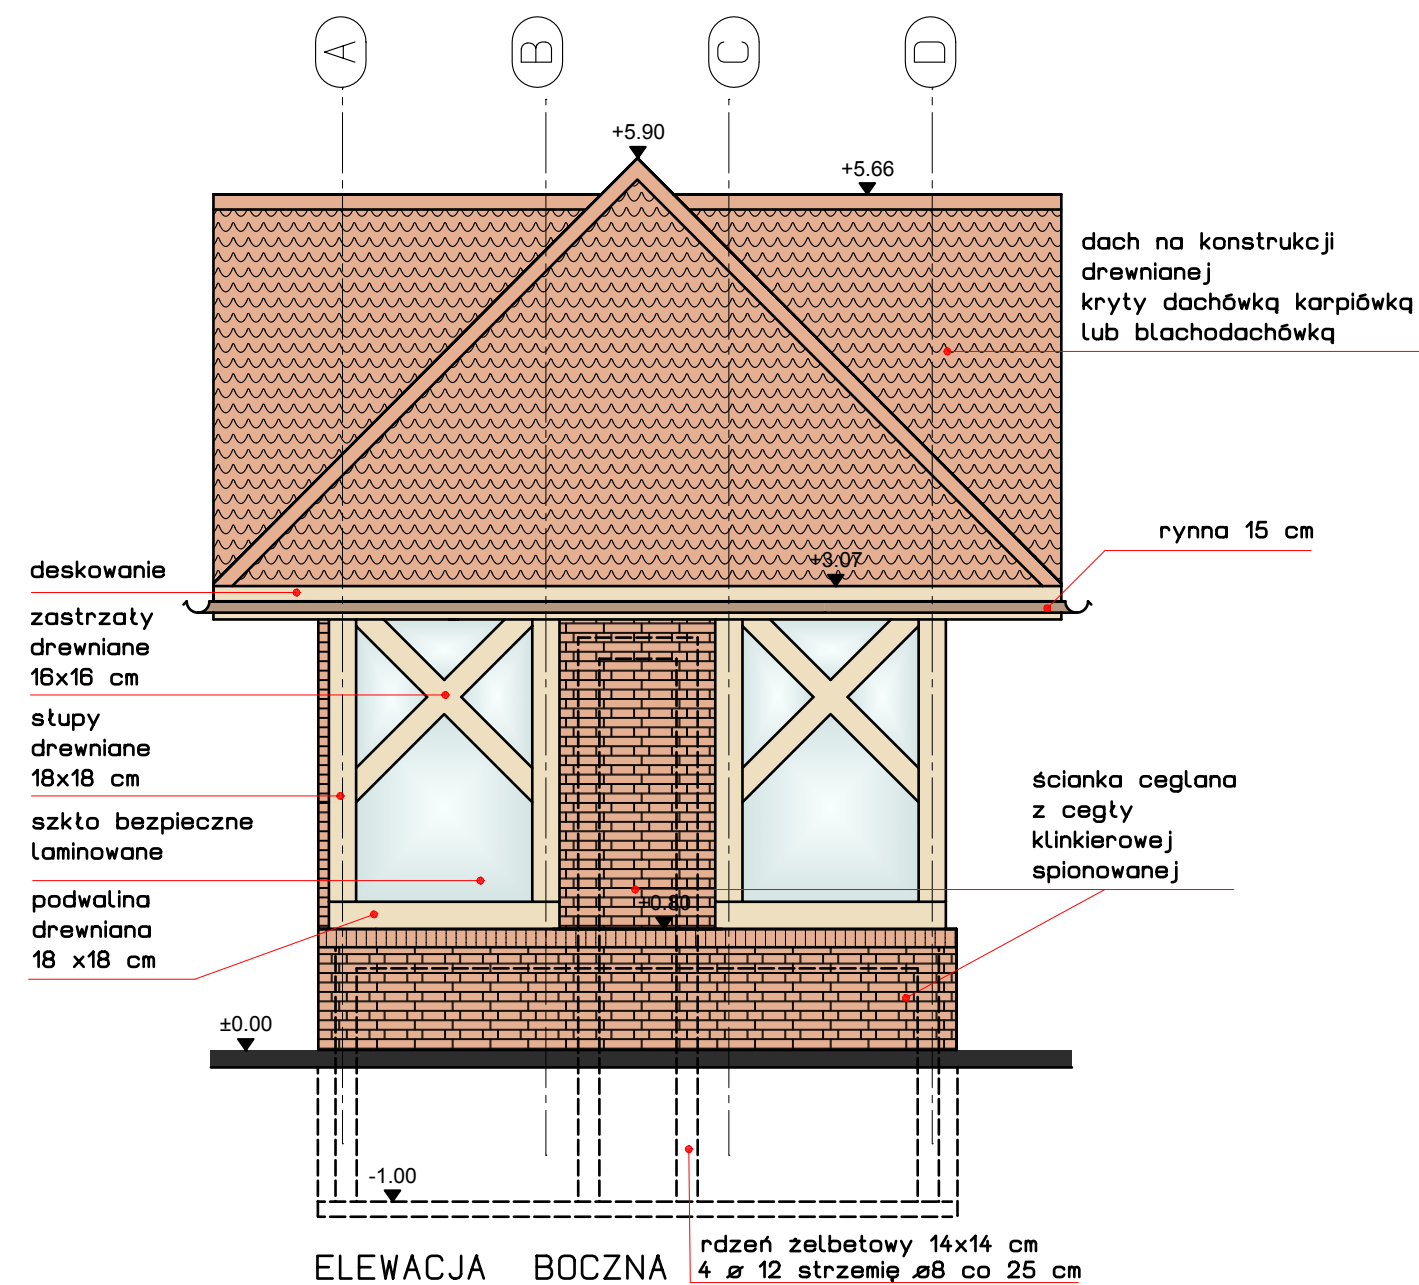 A
B
C
D
+5.90
+5.66
dach na konstrukcji
drewnianej
kryty dachówką karpiówką
lub blachodachówką
rynna 15 cm
+3.07
deskowanie
zastrzały
drewniane
16x16 cm
słupy
drewniane
18x18 cm
szkło bezpieczne
laminowane
podwalina
drewniana
18 x18 cm
ścianka ceglana
z cegły
klinkierowej
spionowanej
+0.80
±0.00
-1.00
rdzeń żelbetowy 14x14 cm
4 ø 12 strzemię ø8 co 25 cm
ELEWACJA BOCZNA